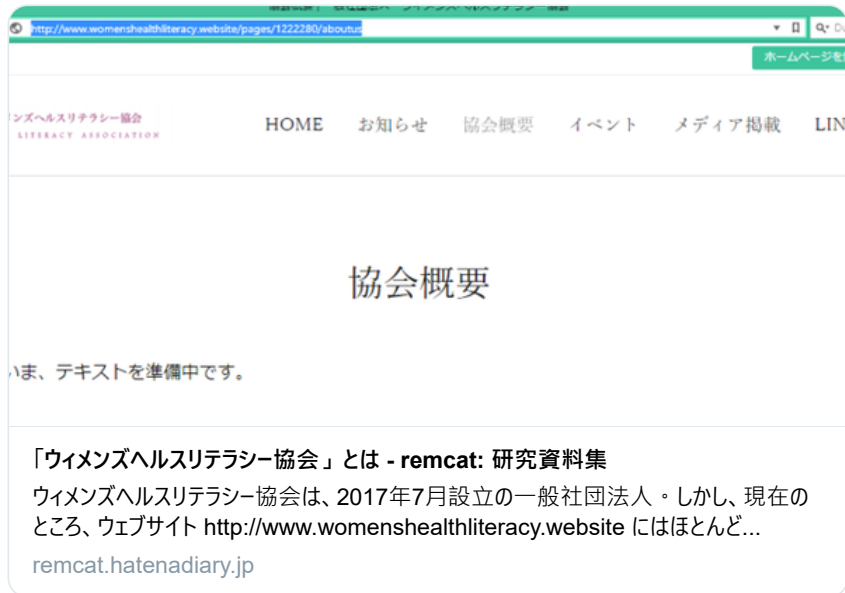 http://www.womenshealthliteracy.website/pages/1222280/aboutus
ホームページを
ンズヘルスリテラシー協会
LITERACY ASSOCIATION
HOME お知らせ 協会概要 イベント メディア掲載 LIN
協会概要
いま、テキストを準備中です。
「ウィメンズヘルスリテラシー協会」とは - remcat: 研究資料集
ウィメンズヘルスリテラシー協会は、2017年7月設立の一般社団法人。しかし、現在の
ところ、ウェブサイト http://www.womenshealthliteracy.website にはほとんど...
remcat.hatenadiary.jp